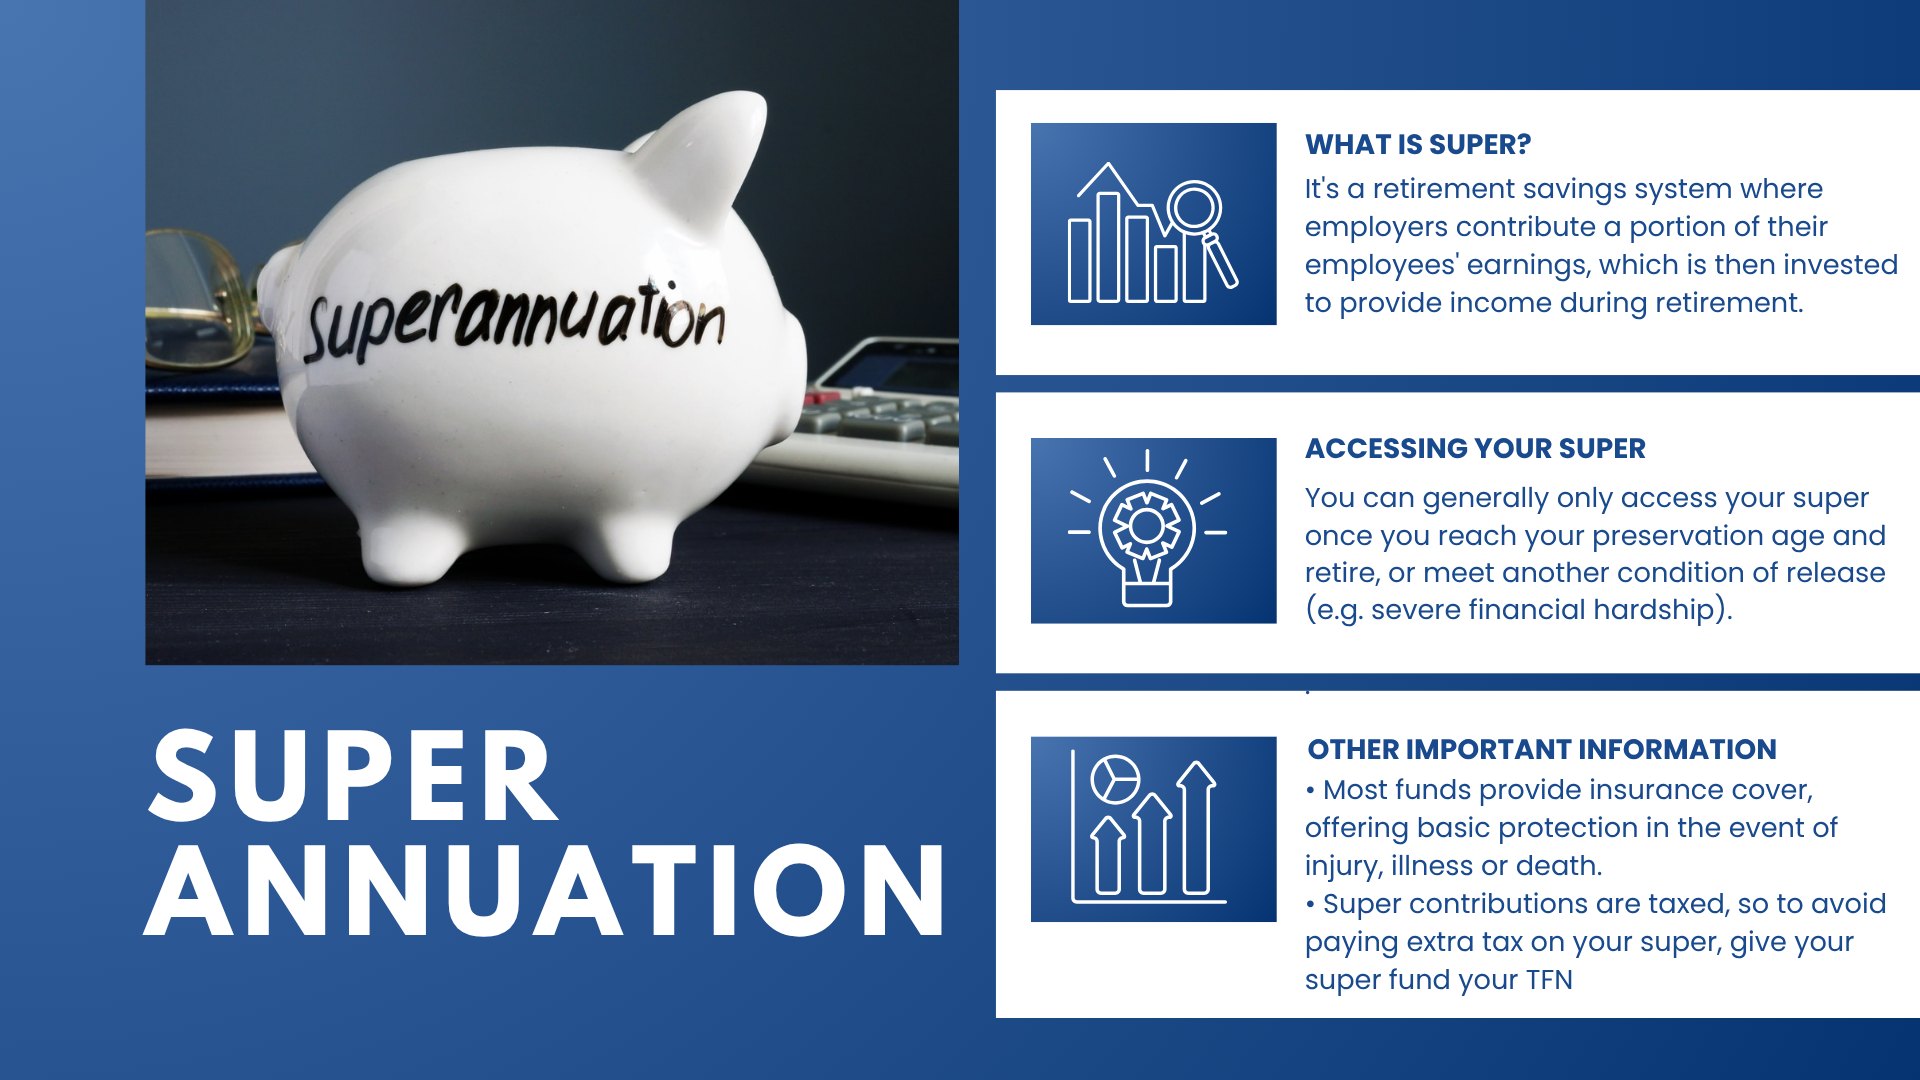 Superannuation
SUPER
ANNUATION
WHAT IS SUPER?
It's a retirement savings system where
employers contribute a portion of their
employees' earnings, which is then invested
to provide income during retirement.
ACCESSING YOUR SUPER
You can generally only access your super
once you reach your preservation age and
retire, or meet another condition of release
(e.g. severe financial hardship).
OTHER IMPORTANT INFORMATION
• Most funds provide insurance cover,
offering basic protection in the event of
injury, illness or death.
• Super contributions are taxed, so to avoid
paying extra tax on your super, give your
super fund your TFN